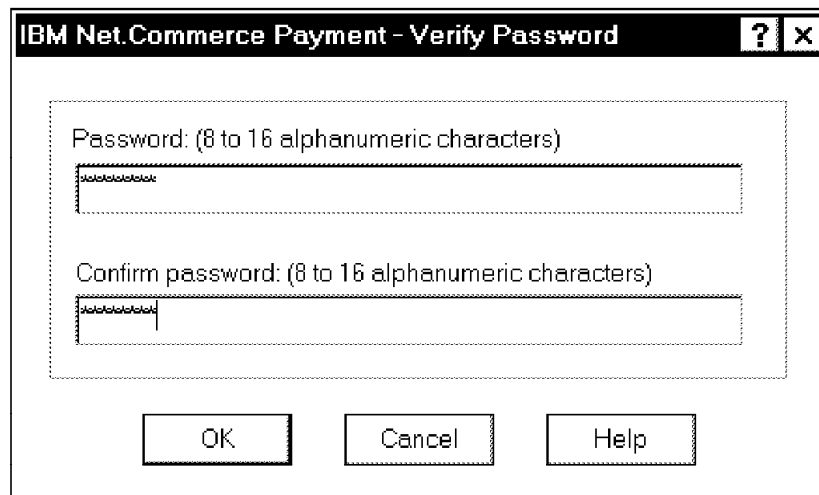 IBM Net.Commerce Payment - Verify Password ? ×
Password: (8 to 16 alphanumeric characters)
Confirm password: (8 to 16 alphanumeric characters)
OK Cancel Help